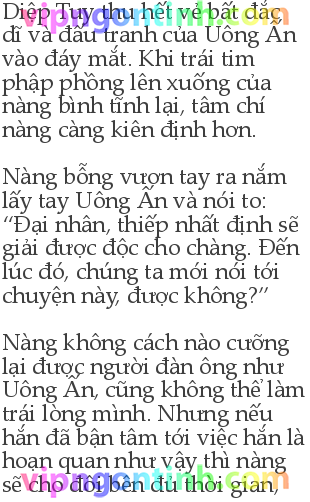 Diệp Tuy thu hết vẻ bất đắc
dĩ và đấu tranh của Uông Ấn
vào đáy mắt. Khi trái tim
phập phồng lên xuống của
nàng bình tĩnh lại, tâm chí
nàng càng kiên định hơn.
Nàng bỗng vươn tay ra nắm
lấy tay Uông Ấn và nói to:
“Đại nhân, thiếp nhất định sẽ
giải được độc cho chàng. Đến
lúc đó, chúng ta mới nói tới
chuyện này, được không?”
Nàng không cách nào cưỡng
lại được người đàn ông như
Uông Ấn, cũng không thể làm
trái lòng mình. Nhưng nếu
hắn đã bận tâm tới việc hắn là
hoạn quan như vậy thì nàng
sẽ cho đôi bên đủ thời gian,
vipngontinh.com
vipngontinh.com
vipngontinh.com